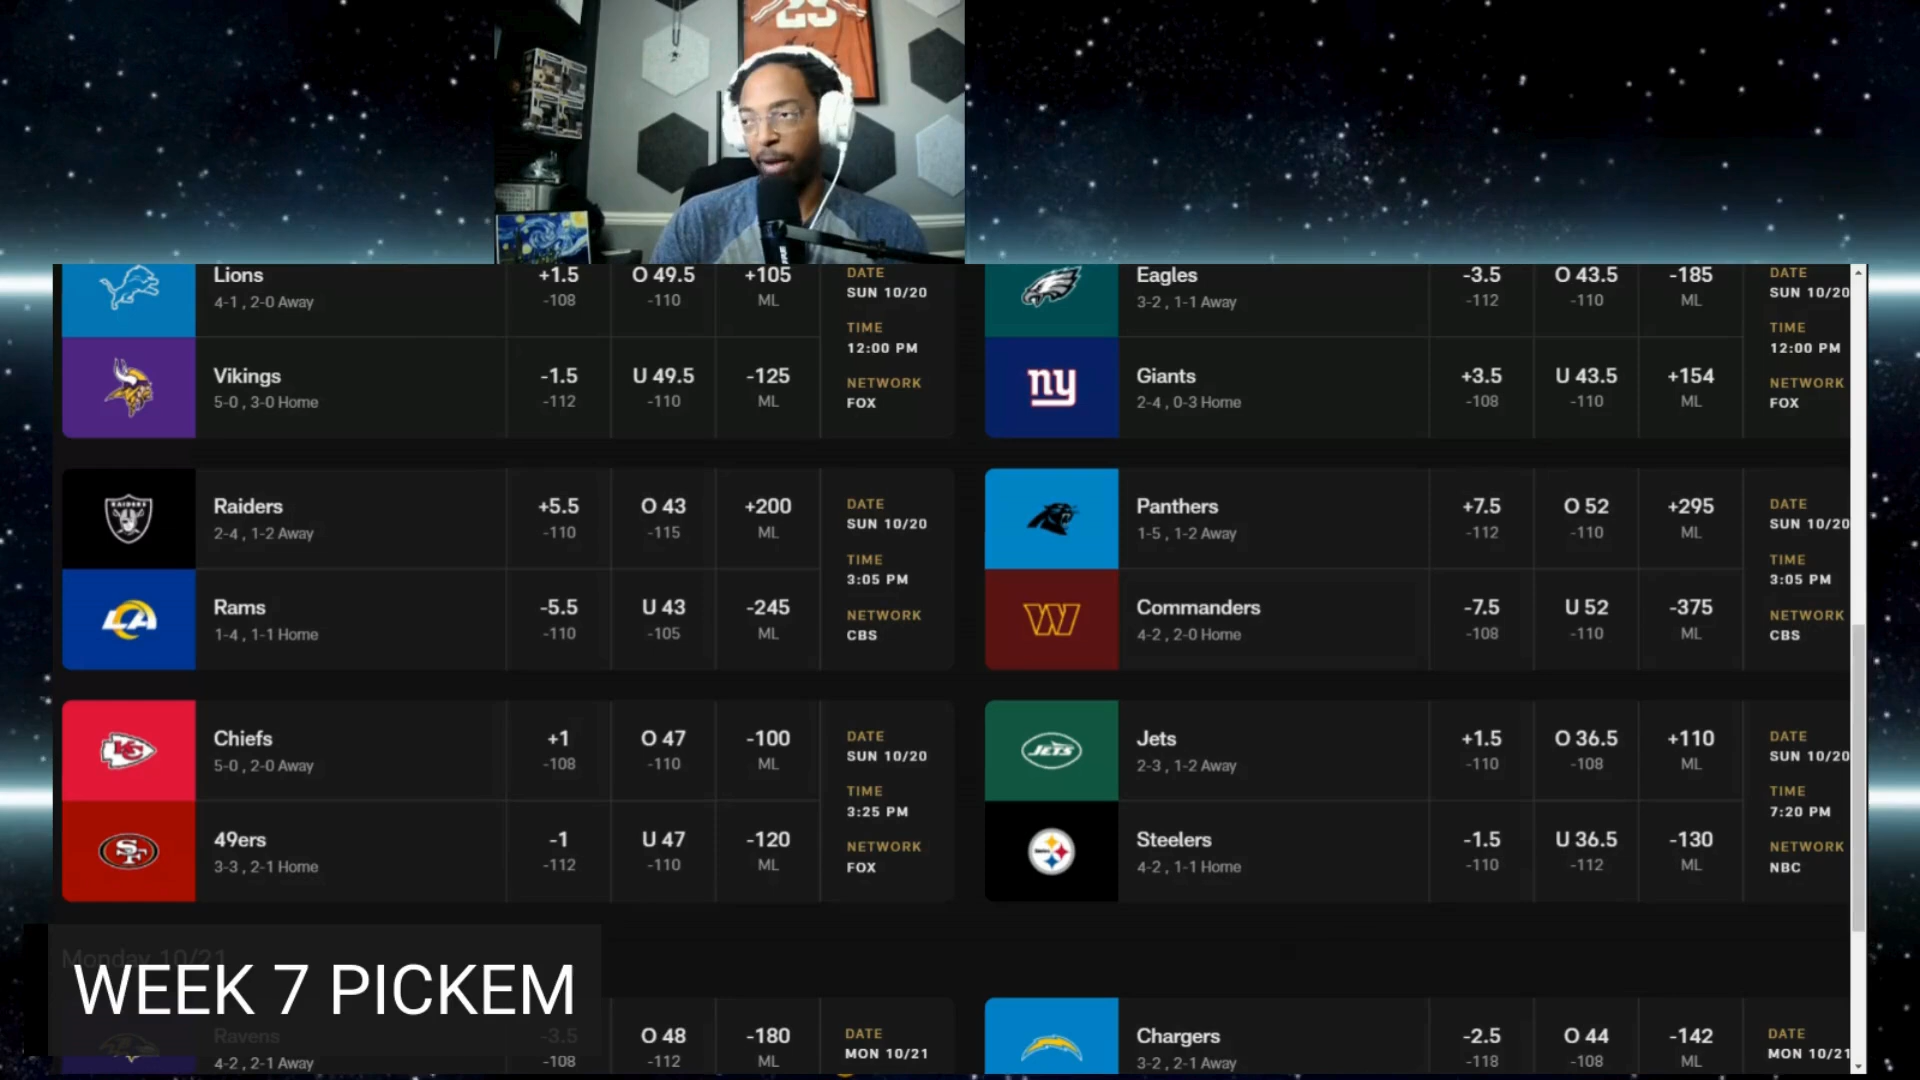 23
Lions
4-1 , 2-0 Away
+1.5
-108
O 49.5
-110
+105
ML
DATE
SUN 10/20
TIME
12:00 PM
NETWORK
FOX
Vikings
5-0 , 3-0 Home
-1.5
-112
U 49.5
-110
-125
ML
Eagles
3-2 , 1-1 Away
-3.5
-112
O 43.5
-110
-185
ML
DATE
SUN 10/20
TIME
12:00 PM
NETWORK
FOX
ny
Giants
2-4 , 0-3 Home
+3.5
-108
U 43.5
-110
+154
ML
RAIDERS
Raiders
2-4 , 1-2 Away
+5.5
-110
O 43
-115
+200
ML
DATE
SUN 10/20
TIME
3:05 PM
NETWORK
CBS
LA
Rams
1-4 , 1-1 Home
-5.5
-110
U 43
-105
-245
ML
Panthers
1-5 , 1-2 Away
+7.5
-112
O 52
-110
+295
ML
DATE
SUN 10/20
TIME
3:05 PM
NETWORK
CBS
W
Commanders
4-2 , 2-0 Home
-7.5
-108
U 52
-110
-375
ML
KC
Chiefs
5-0 , 2-0 Away
+1
-108
O 47
-110
-100
ML
DATE
SUN 10/20
TIME
3:25 PM
NETWORK
FOX
SF
49ers
3-3 , 2-1 Home
-1
-112
U 47
-110
-120
ML
JETS
Jets
2-3 , 1-2 Away
+1.5
-110
O 36.5
-108
+110
ML
DATE
SUN 10/20
TIME
7:20 PM
NETWORK
NBC
Steelers
4-2 , 1-1 Home
-1.5
-110
U 36.5
-112
-130
ML
Monday 10/21
WEEK 7 PICKEM
Ravens
4-2 , 2-1 Away
-3.5
-108
O 48
-112
-180
ML
DATE
MON 10/21
Chargers
3-2 , 2-1 Away
-2.5
-118
O 44
-108
-142
ML
DATE
MON 10/21